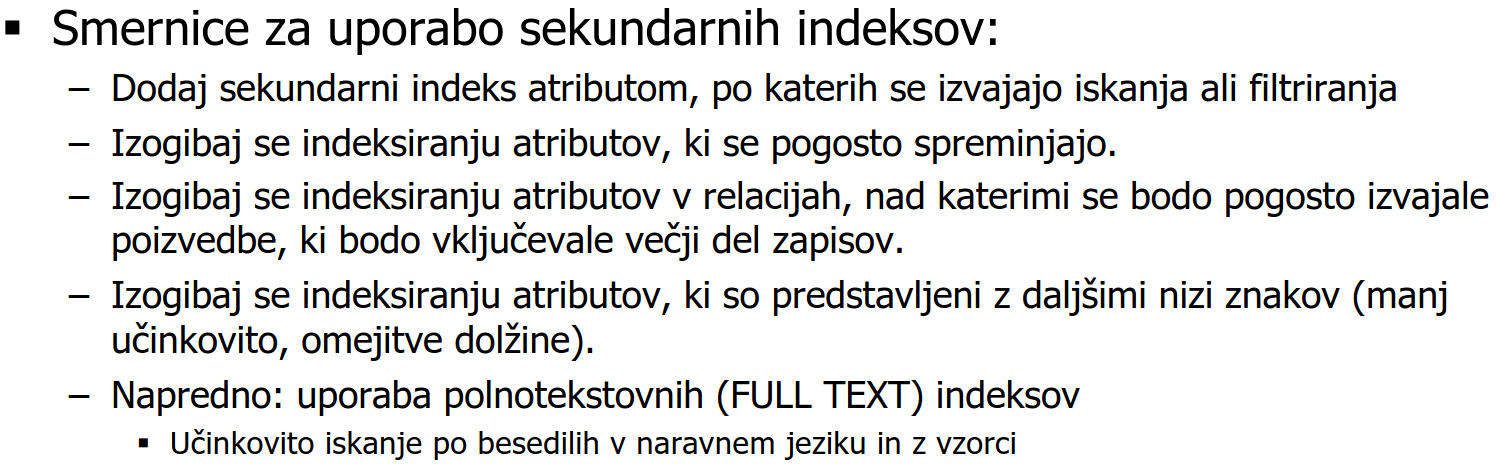 ▪ Smernice za uporabo sekundarnih indeksov:
– Dodaj sekundarni indeks atributom, po katerih se izvajajo iskanja ali filtriranja
– Izogibaj se indeksiranju atributov, ki se pogosto spreminjajo.
– Izogibaj se indeksiranju atributov v relacijah, nad katerimi se bodo pogosto izvajale
poizvedbe, ki bodo vključevale večji del zapisov.
– Izogibaj se indeksiranju atributov, ki so predstavljeni z daljšimi nizi znakov (manj
učinkovito, omejitve dolžine).
– Napredno: uporaba polnotekstovnih (FULL TEXT) indeksov
▪ Učinkovito iskanje po besedilih v naravnem jeziku in z vzorci